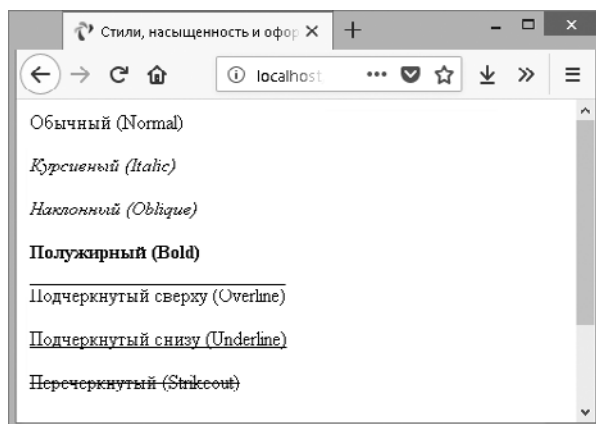 Стили, насыщенность и офор
localhost
Обычный (Normal)
Курсивный (Italic)
Наклонный (Oblique)
Полужирный (Bold)
Подчеркнутый сверху (Overline)
Подчеркнутый снизу (Underline)
Перечеркнутый (Strikeout)